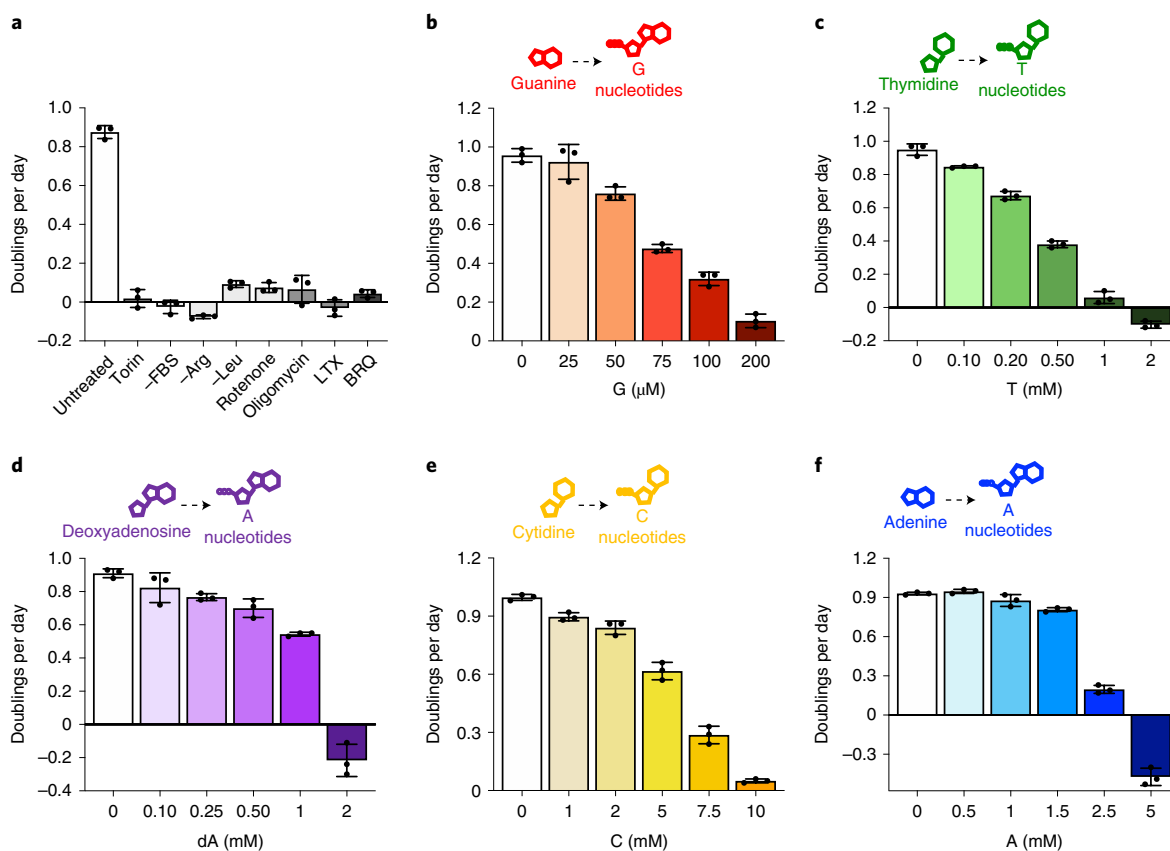 a
Doublings per day
1.0
0.8
0.6
0.4
0.2
0
–0.2
Untreated
Torin
–FBS
–Arg
–Leu
Rotenone
Oligomycin
LTX
BRQ
b
Guanine
G
nucleotides
Doublings per day
1.2
1.0
0.8
0.6
0.4
0.2
0
0 25 50 75 100 200
G (μM)
c
Thymidine
T
nucleotides
Doublings per day
1.2
1.0
0.8
0.6
0.4
0.2
0
–0.2
0 0.10 0.20 0.50 1 2
T (mM)
d
Deoxyadenosine
A
nucleotides
Doublings per day
1.0
0.8
0.6
0.4
0.2
0
–0.2
–0.4
0 0.10 0.25 0.50 1 2
dA (mM)
e
Cytidine
C
nucleotides
Doublings per day
1.2
0.9
0.6
0.3
0
0 1 2 5 7.5 10
C (mM)
f
Adenine
A
nucleotides
Doublings per day
1.2
0.9
0.6
0.3
0
–0.3
0 0.5 1 1.5 2.5 5
A (mM)